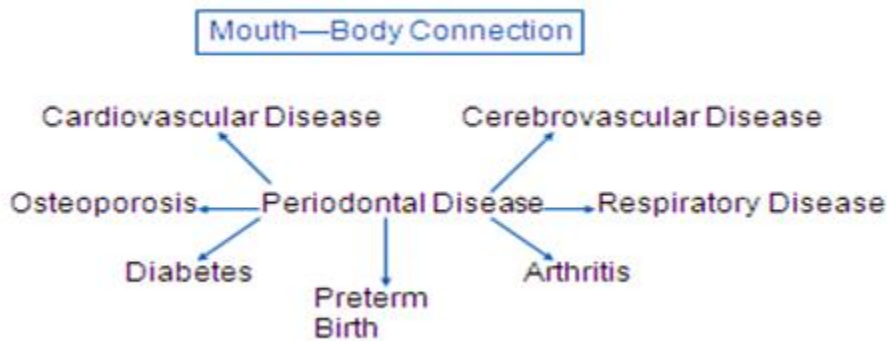 Mouth—Body Connection
Cardiovascular Disease
Cerebrovascular Disease
Osteoporosis
Periodontal Disease
Respiratory Disease
Diabetes
Arthritis
Preterm
Birth